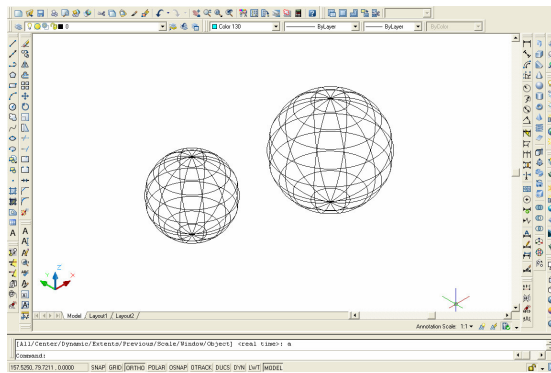 0
Color 130
ByLayer
ByLayer
ByColor
Z
Y
X
Model / Layout1 / Layout2 /
Annotation Scale: 1:1
[All/Center/Dynamic/Extents/Previous/Scale/Window/Object] <real time>: a
Command:
157.5250, 79.7211 , 0.0000 SNAP GRID ORTHO POLAR OSNAP OTRACK DUCS DYN LWT MODEL